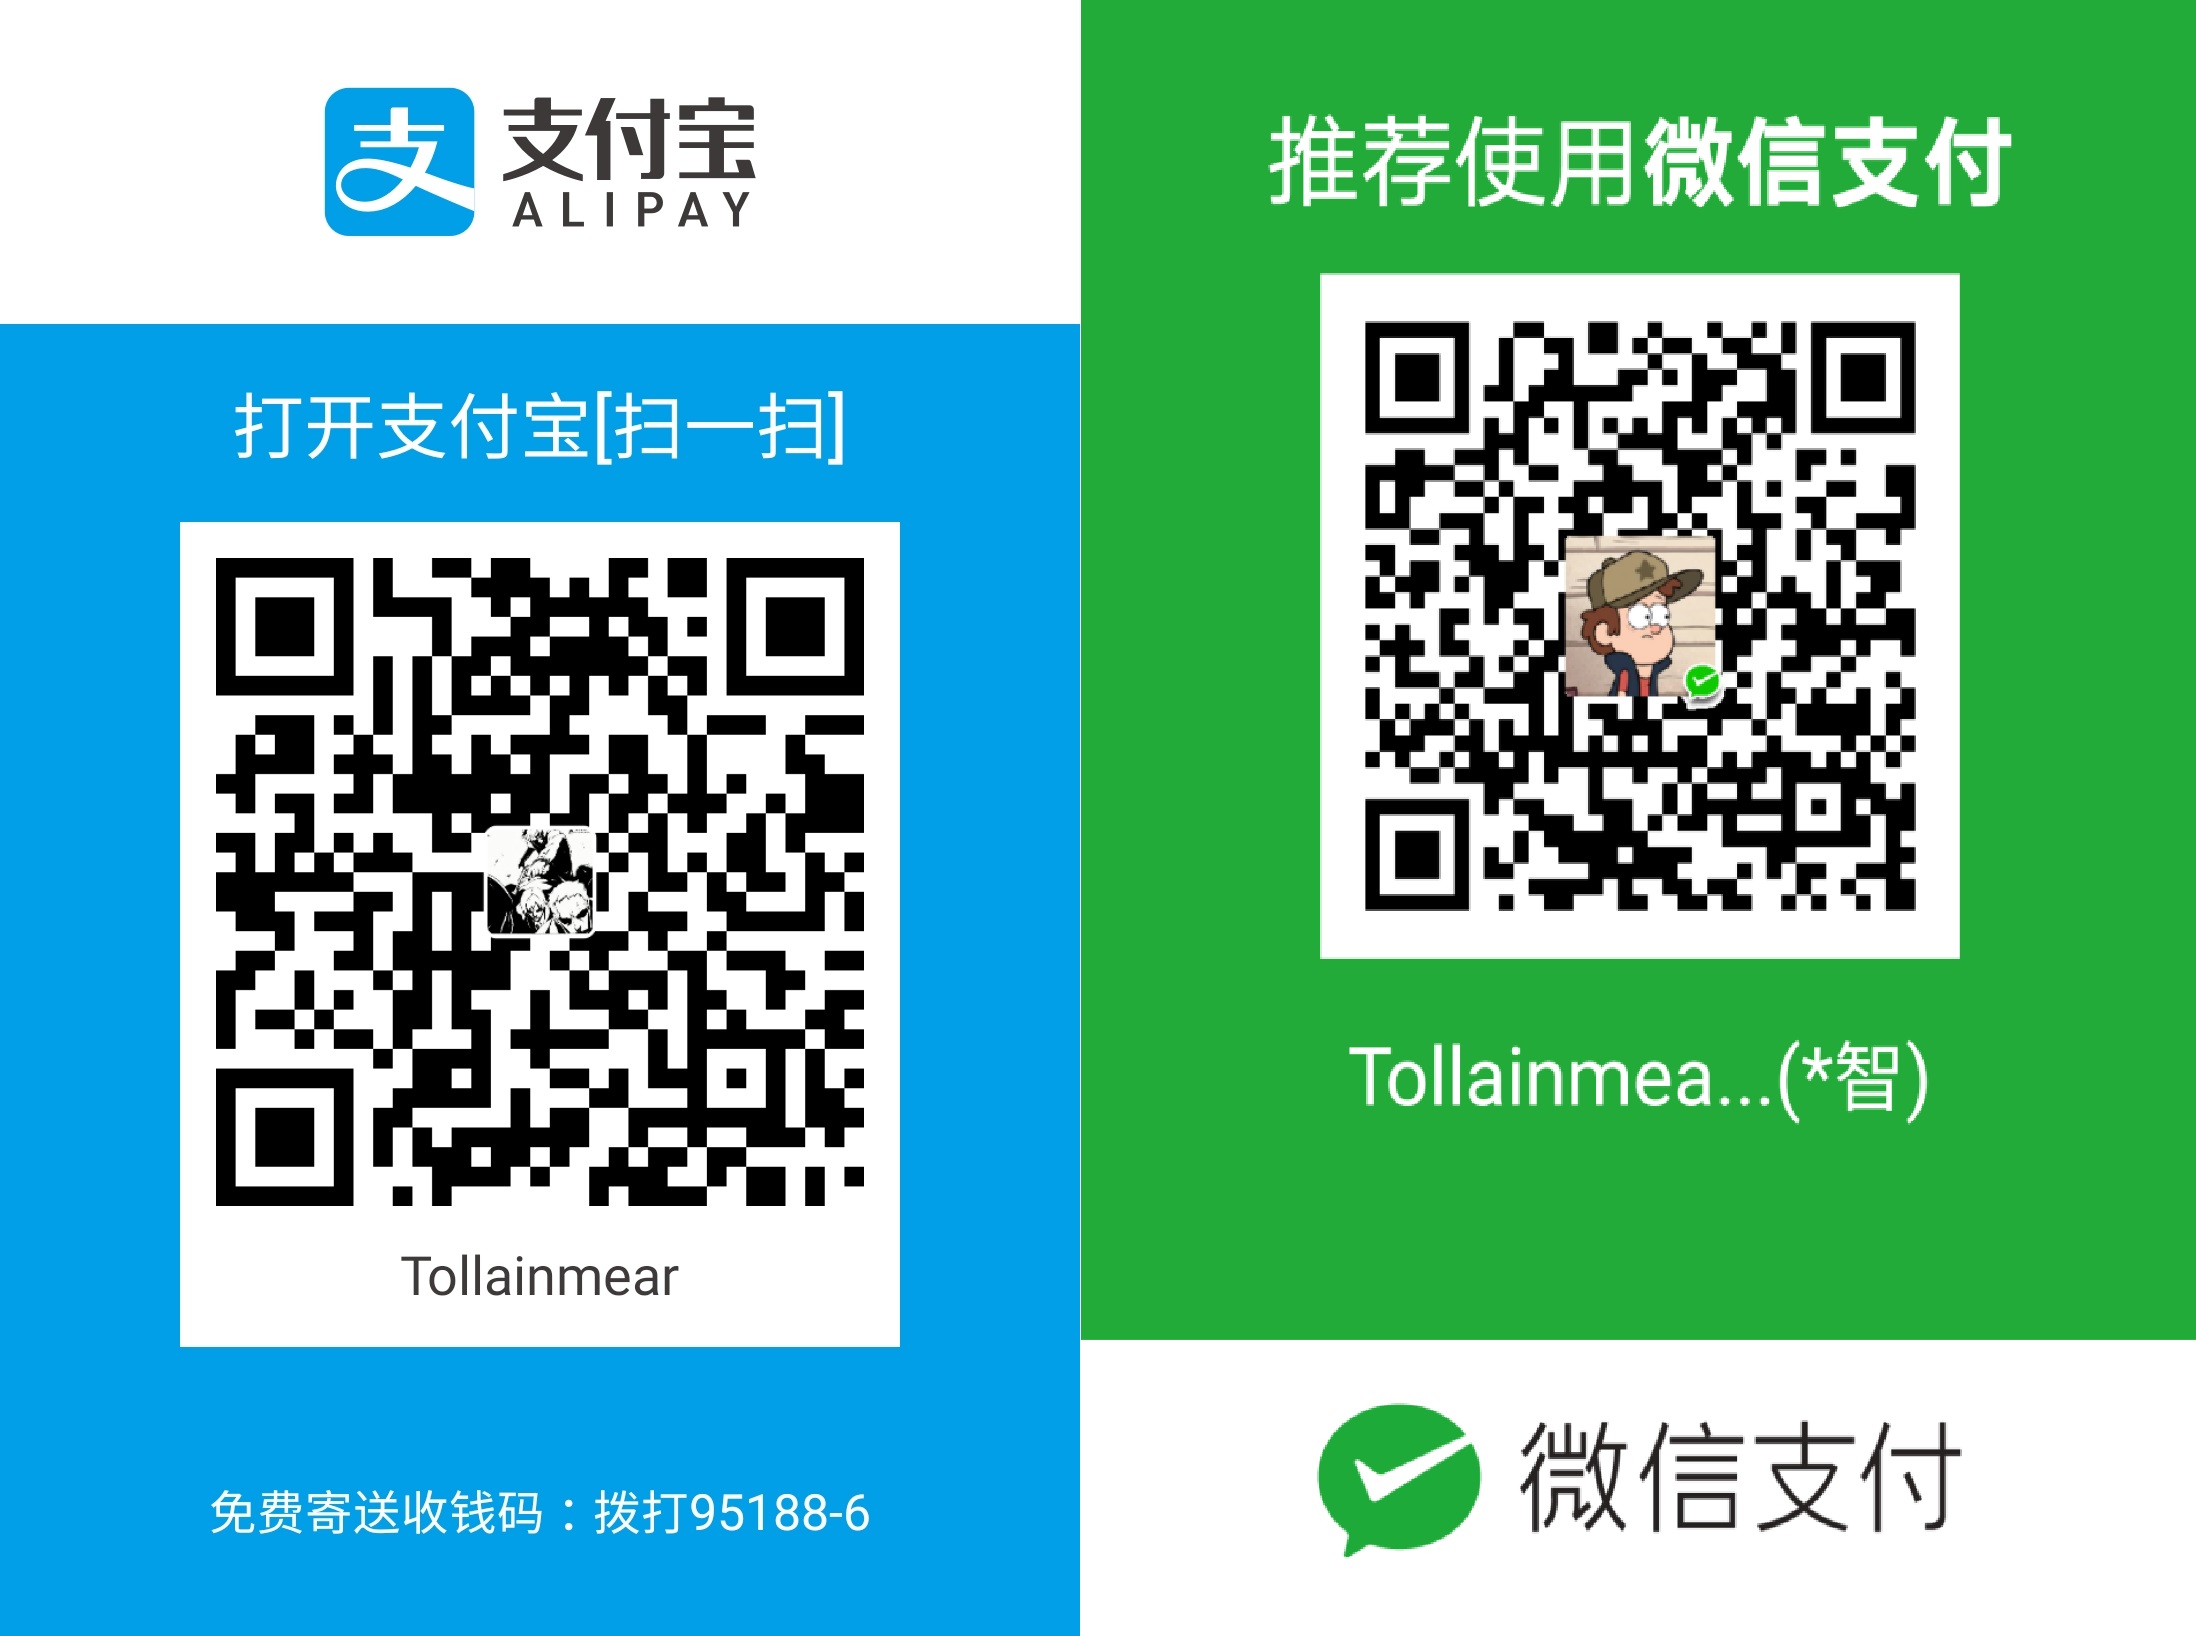 支
支付宝
ALIPAY
打开支付宝[扫一扫]
Tollainmear
免费寄送收钱码：拨打95188-6
推荐使用微信支付
Tollainmea...(*智)
微信支付